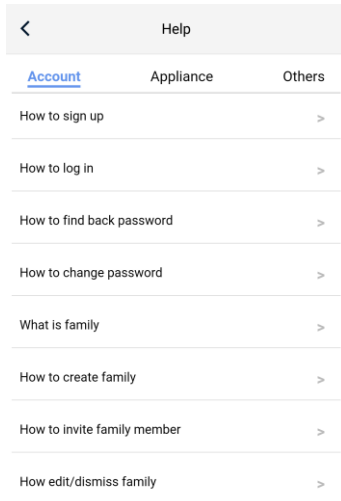 Help
Account Appliance Others
How to sign up >
How to log in >
How to find back password >
How to change password >
What is family >
How to create family >
How to invite family member >
How edit/dismiss family >